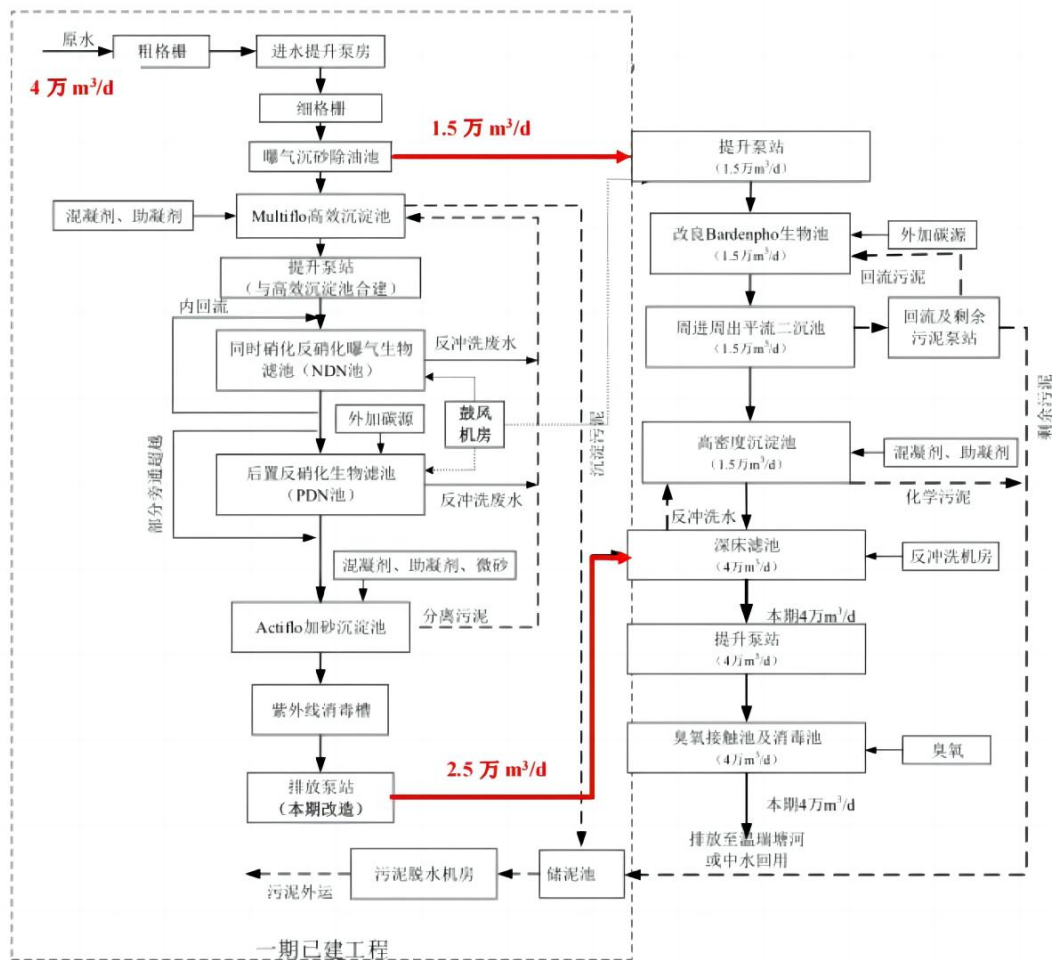 原水
粗格栅
进水提升泵房
4 万 m³/d
细格栅
1.5 万 m³/d
曝气沉砂除油池
提升泵站
（1.5万m³/d）
混凝剂、助凝剂
Multiflo高效沉淀池
改良Bardenpho生物池
（1.5万m³/d）
外加碳源
提升泵站
（与高效沉淀池合建）
回流污泥
内回流
周进周出平流二沉池
（1.5万m³/d）
回流及剩余
污泥泵站
同时硝化反硝化曝气生物
滤池（NDN池）
反冲洗废水
鼓风
机房
外加碳源
沉淀污泥
剩余污泥
部分旁通超越
后置反硝化生物滤池
（PDN池）
反冲洗废水
高密度沉淀池
（1.5万m³/d）
混凝剂、助凝剂
化学污泥
反冲洗水
深床滤池
（4万m³/d）
反冲洗机房
混凝剂、助凝剂、微砂
本期4万m³/d
Actiflo加砂沉淀池
分离污泥
提升泵站
（4万m³/d）
紫外线消毒槽
臭氧接触池及消毒池
（4万m³/d）
臭氧
2.5 万 m³/d
排放泵站
（本期改造）
本期4万m³/d
排放至温瑞塘河
或中水回用
污泥外运
污泥脱水机房
储泥池
一期已建工程